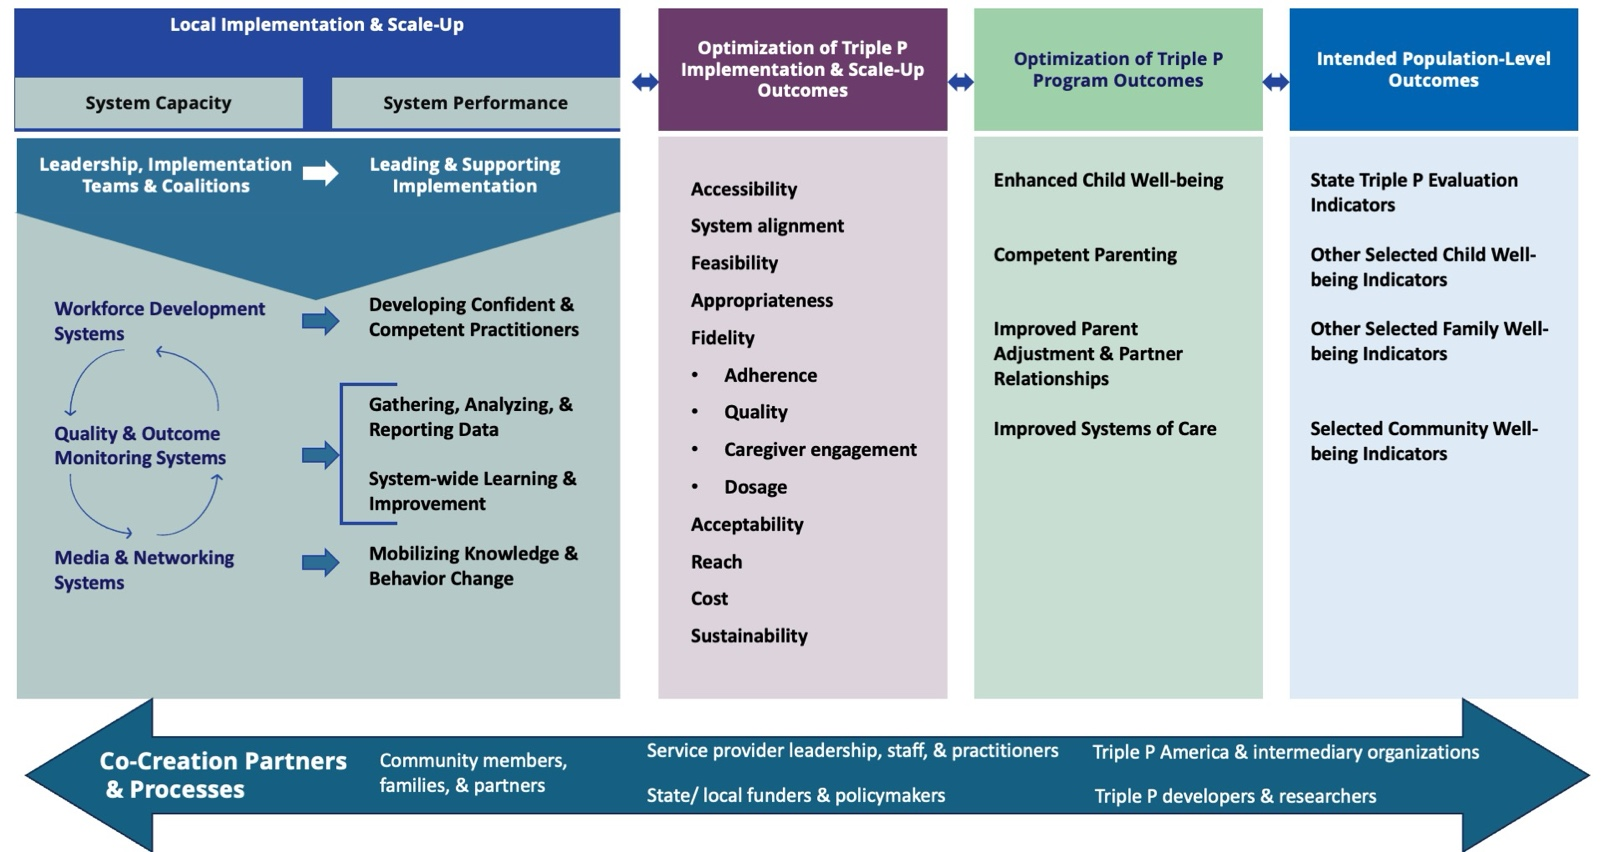 Local Implementation & Scale-Up
System Capacity
System Performance
Optimization of Triple P
Implementation & Scale-Up
Outcomes
Optimization of Triple P
Program Outcomes
Intended Population-Level
Outcomes
Leadership, Implementation
Teams & Coalitions
Leading & Supporting
Implementation
Workforce Development
Systems
Developing Confident &
Competent Practitioners
Quality & Outcome
Monitoring Systems
Gathering, Analyzing, &
Reporting Data
System-wide Learning &
Improvement
Media & Networking
Systems
Mobilizing Knowledge &
Behavior Change
Accessibility
System alignment
Feasibility
Appropriateness
Fidelity
• Adherence
• Quality
• Caregiver engagement
• Dosage
Acceptability
Reach
Cost
Sustainability
Enhanced Child Well-being
Competent Parenting
Improved Parent
Adjustment & Partner
Relationships
Improved Systems of Care
State Triple P Evaluation
Indicators
Other Selected Child Well-
being Indicators
Other Selected Family Well-
being Indicators
Selected Community Well-
being Indicators
Co-Creation Partners
& Processes
Community members,
families, & partners
Service provider leadership, staff, & practitioners
State/ local funders & policymakers
Triple P America & intermediary organizations
Triple P developers & researchers